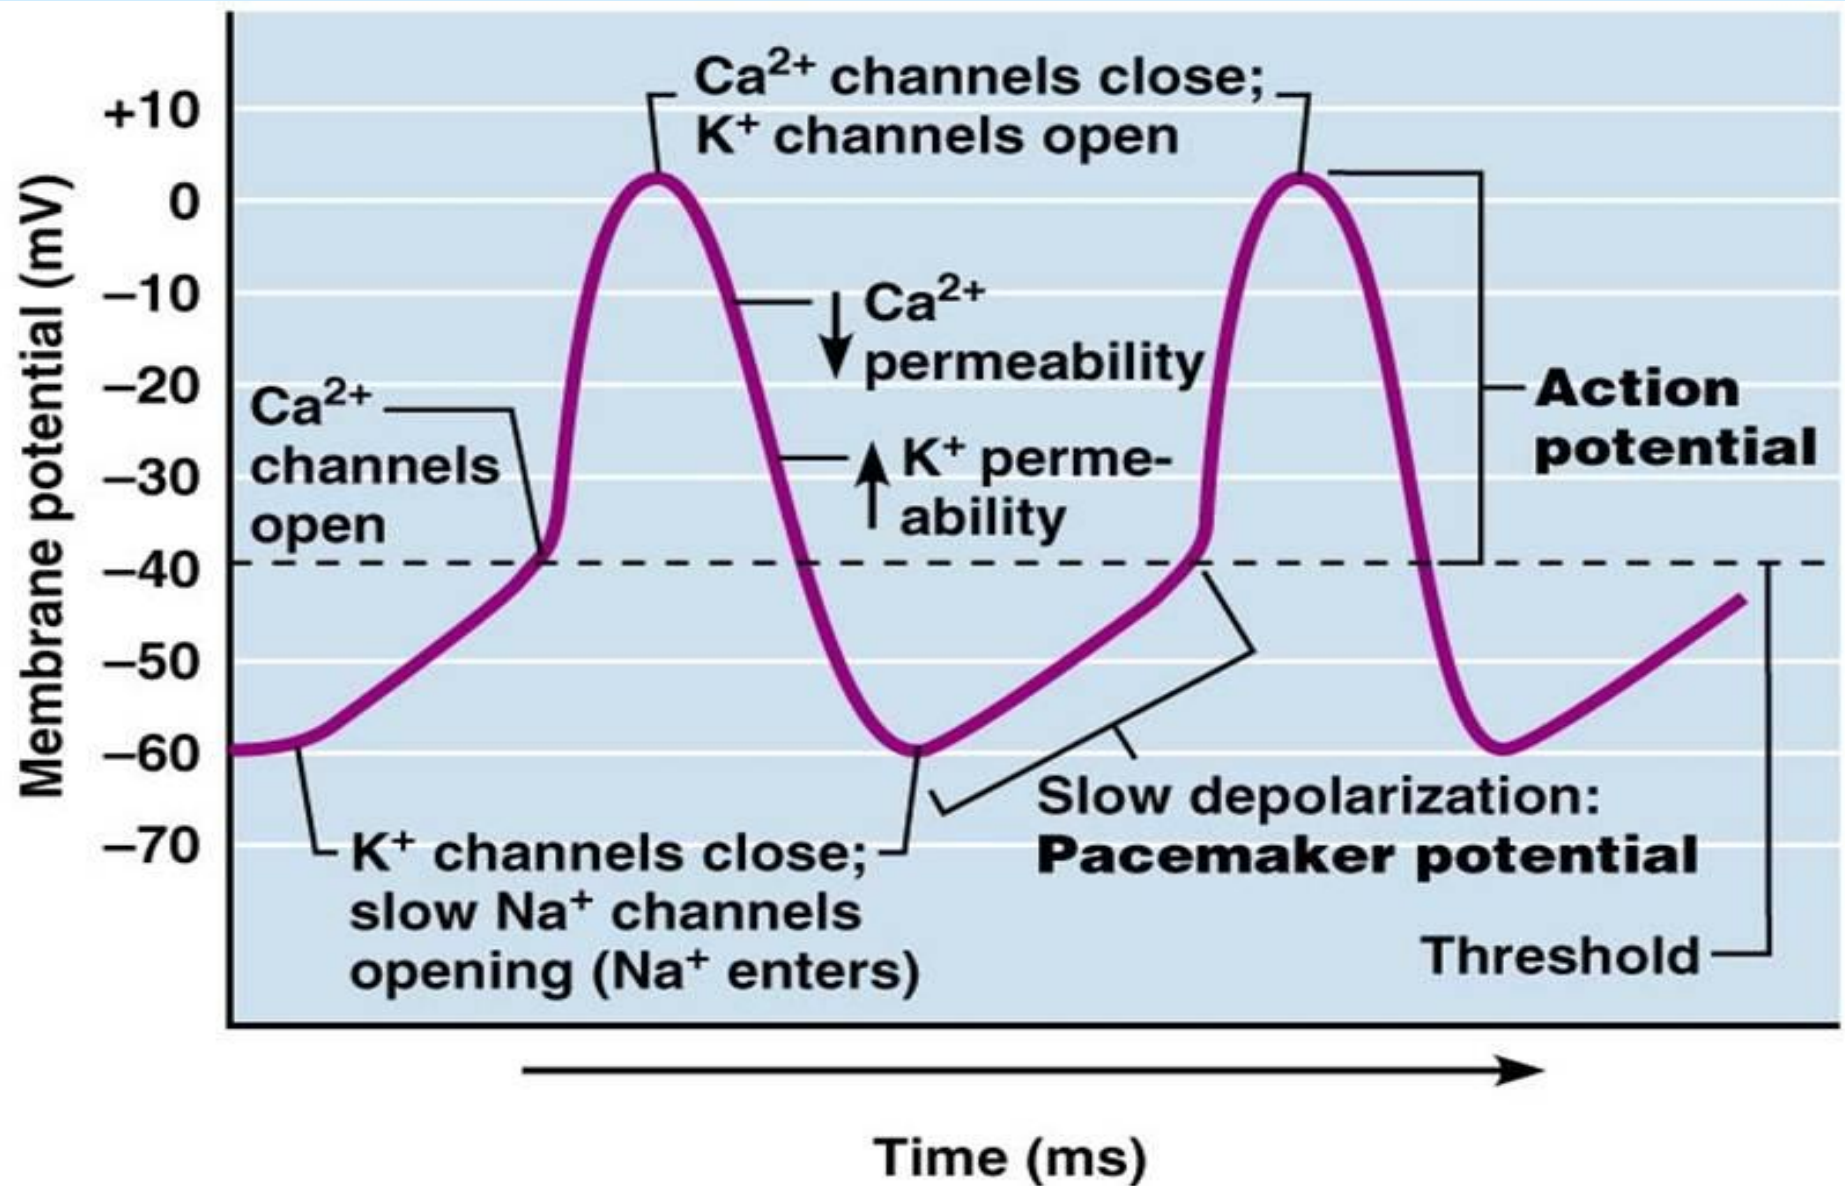 Ca²⁺ channels close;
K⁺ channels open
+10
0
–10
–20
–30
–40
–50
–60
–70
Membrane potential (mV)
Ca²⁺
channels
open
Ca²⁺
permeability
K⁺ perme-
ability
Action
potential
Slow depolarization:
Pacemaker potential
K⁺ channels close;
slow Na⁺ channels
opening (Na⁺ enters)
Threshold
Time (ms)